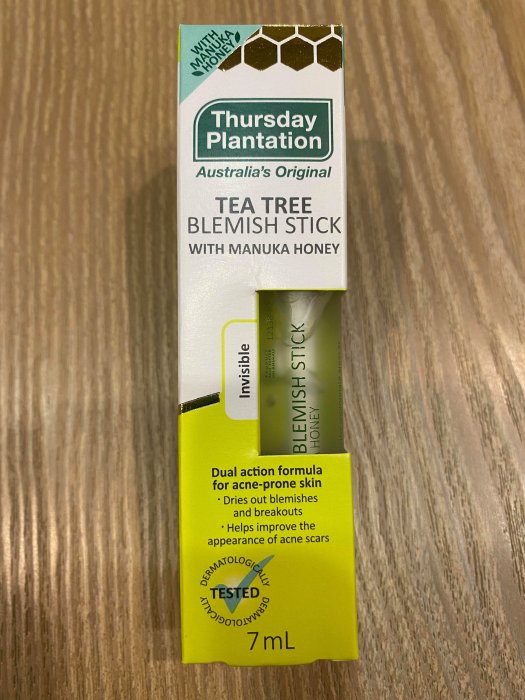 WITH
MANUKA
HONEY
Thursday
Plantation
Australia's Original
TEA TREE
BLEMISH STICK
WITH MANUKA HONEY
Invisible
BLEMISH STICK
HONEY
Dual action formula
for acne-prone skin
· Dries out blemishes
and breakouts
· Helps improve the
appearance of acne scars
DERMATOLOGICALLY
TESTED
DERMATOLOGICALLY
7mL